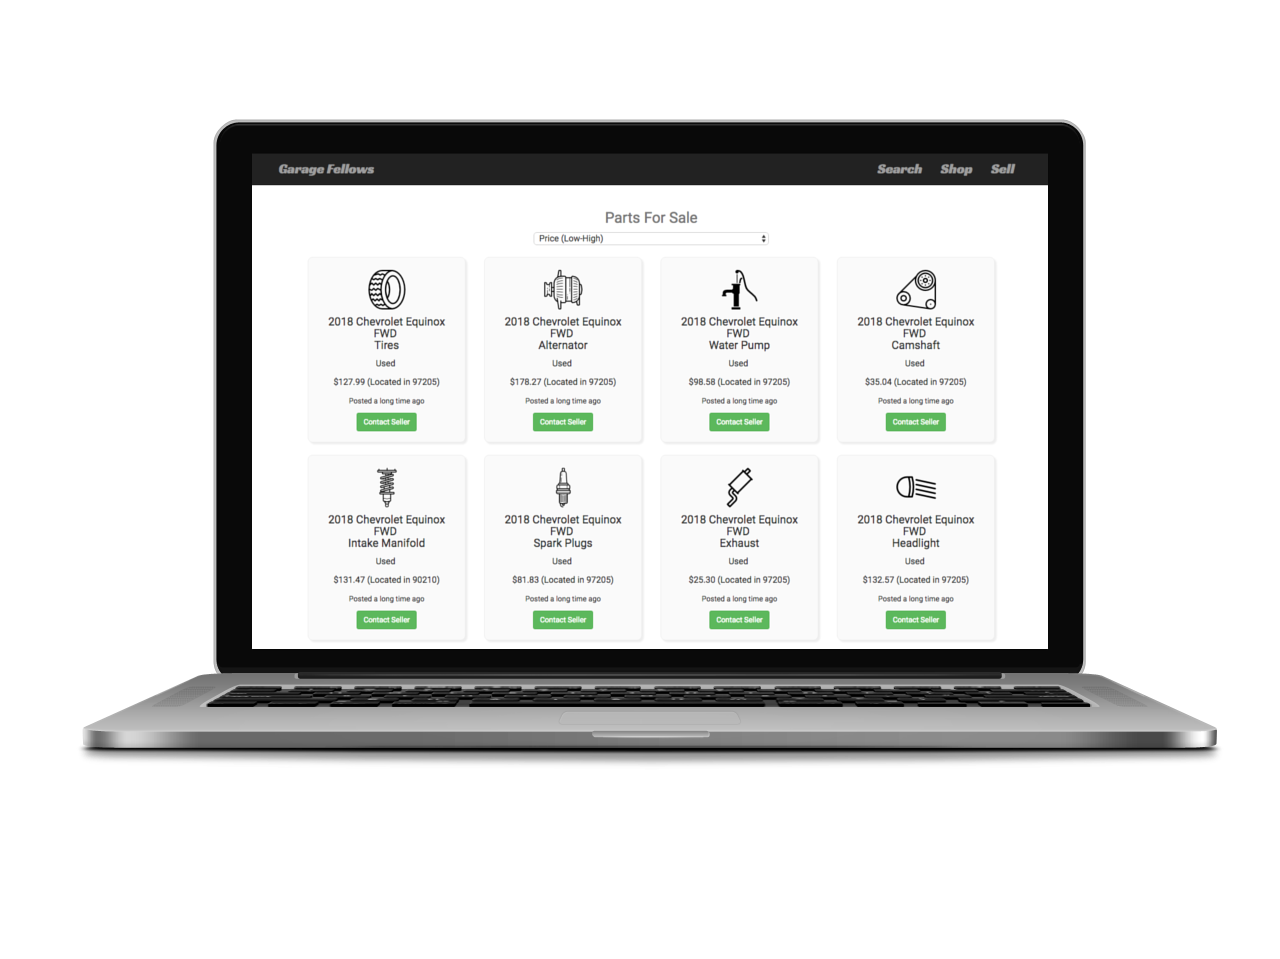 Garage Fellows
Search Shop Sell
Parts For Sale
Price (Low-High)
2018 Chevrolet Equinox
FWD
Tires
Used
$127.99 (Located in 97205)
Posted a long time ago
Contact Seller
2018 Chevrolet Equinox
FWD
Alternator
Used
$178.27 (Located in 97205)
Posted a long time ago
Contact Seller
2018 Chevrolet Equinox
FWD
Water Pump
Used
$98.58 (Located in 97205)
Posted a long time ago
Contact Seller
2018 Chevrolet Equinox
FWD
Camshaft
Used
$35.04 (Located in 97205)
Posted a long time ago
Contact Seller
2018 Chevrolet Equinox
FWD
Intake Manifold
Used
$131.47 (Located in 90210)
Posted a long time ago
Contact Seller
2018 Chevrolet Equinox
FWD
Spark Plugs
Used
$81.83 (Located in 97205)
Posted a long time ago
Contact Seller
2018 Chevrolet Equinox
FWD
Exhaust
Used
$25.30 (Located in 97205)
Posted a long time ago
Contact Seller
2018 Chevrolet Equinox
FWD
Headlight
Used
$132.57 (Located in 97205)
Posted a long time ago
Contact Seller